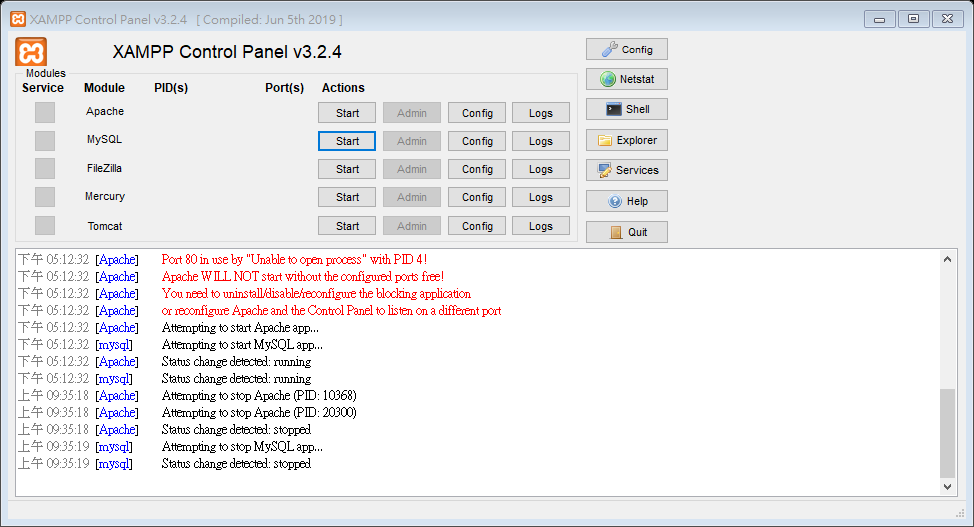 XAMPP Control Panel v3.2.4 [ Compiled: Jun 5th 2019 ]
XAMPP Control Panel v3.2.4
Config
Modules
Service Module PID(s) Port(s) Actions
Netstat
Apache Start Admin Config Logs
Shell
MySQL Start Admin Config Logs
Explorer
FileZilla Start Admin Config Logs
Services
Mercury Start Admin Config Logs
Help
Tomcat Start Admin Config Logs
Quit
下午 05:12:32 [Apache] Port 80 in use by "Unable to open process" with PID 4!
下午 05:12:32 [Apache] Apache WILL NOT start without the configured ports free!
下午 05:12:32 [Apache] You need to uninstall/disable/reconfigure the blocking application
下午 05:12:32 [Apache] or reconfigure Apache and the Control Panel to listen on a different port
下午 05:12:32 [Apache] Attempting to start Apache app...
下午 05:12:32 [mysql] Attempting to start MySQL app...
下午 05:12:32 [Apache] Status change detected: running
下午 05:12:32 [mysql] Status change detected: running
上午 09:35:18 [Apache] Attempting to stop Apache (PID: 10368)
上午 09:35:18 [Apache] Attempting to stop Apache (PID: 20300)
上午 09:35:18 [Apache] Status change detected: stopped
上午 09:35:19 [mysql] Attempting to stop MySQL app...
上午 09:35:19 [mysql] Status change detected: stopped